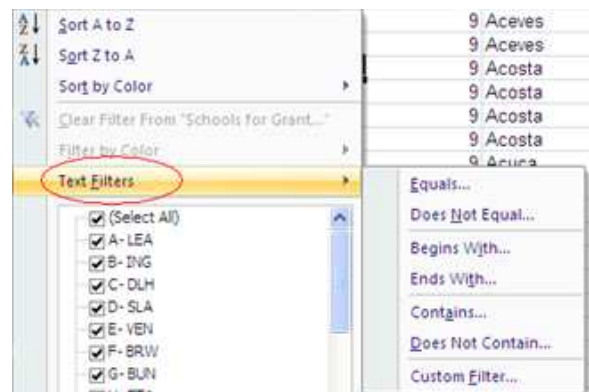 Sort A to Z
Sort Z to A
Sort by Color
Clear Filter From "Schools for Grant..."
Filter by Color
Text Filters
(Select All)
A- LEA
B- ING
C- DLH
D- SLA
E- VEN
F- BRW
G- BUN
9 Aceves
9 Aceves
9 Acosta
9 Acosta
9 Acosta
9 Acosta
9 Acuca
Equals...
Does Not Equal...
Begins With...
Ends With...
Contains...
Does Not Contain...
Custom Filter...